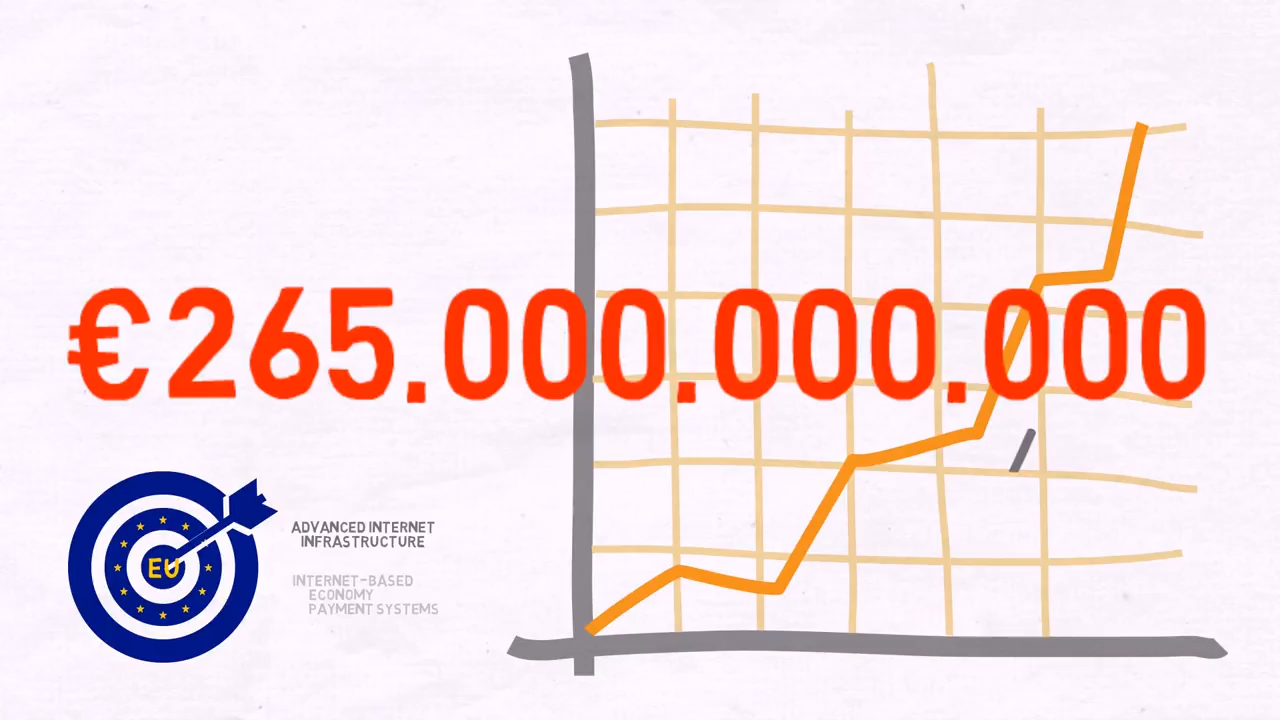 €265.000.000.000
EU
ADVANCED INTERNET
INFRASTRUCTURE
INTERNET-BASED
ECONOMY
PAYMENT SYSTEMS